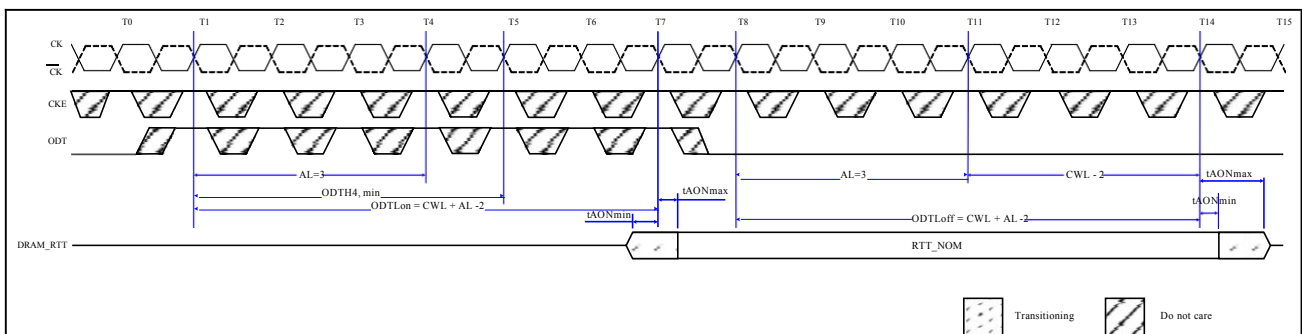 T0 T1 T2 T3 T4 T5 T6 T7 T8 T9 T10 T11 T12 T13 T14 T15
CK
CK
CKE
ODT
AL=3 AL=3 CWL - 2 tAONmax
ODTH4, min tAONmax
ODTLon = CWL + AL -2 tAONmin
tAONmin ODTLoff = CWL + AL -2
DRAM_RTT RTT_NOM
Transitioning Do not care